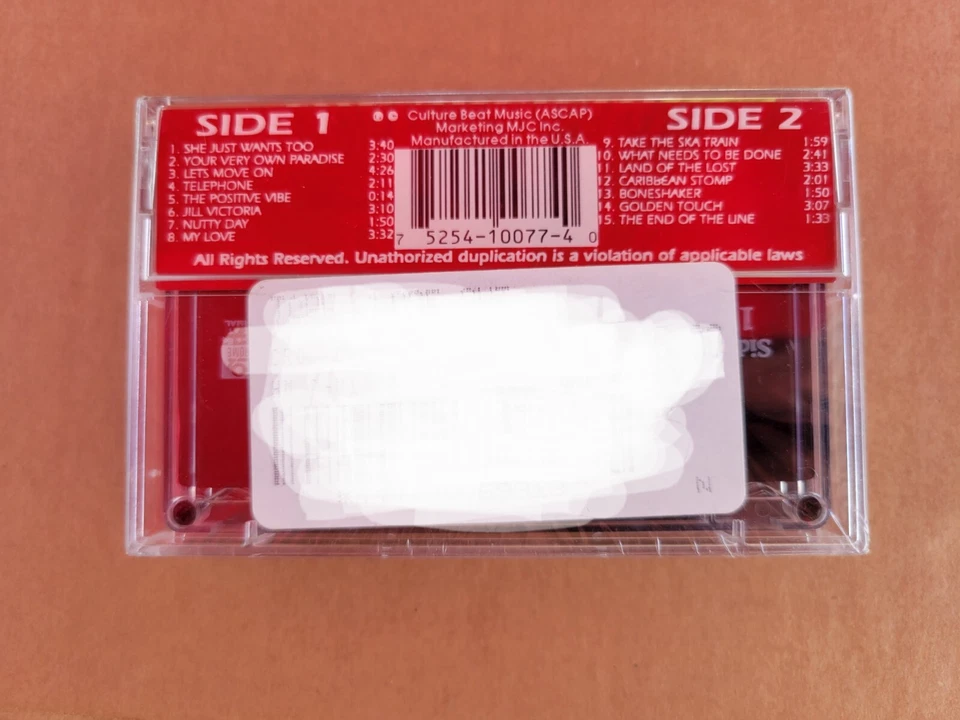 SIDE 1
1. SHE JUST WANTS TOO 3:40
2. YOUR VERY OWN PARADISE 2:30
3. LETS MOVE ON 4:26
4. TELEPHONE 2:11
5. THE POSITIVE VIBE 0:14
6. JILL VICTORIA 3:10
7. NUTTY DAY 1:50
8. MY LOVE 3:32
℗ © Culture Beat Music (ASCAP)
Marketing MJC Inc.
Manufactured in the U.S.A.
7 5254-10077-4 0
SIDE 2
9. TAKE THE SKA TRAIN 1:59
10. WHAT NEEDS TO BE DONE 2:41
11. LAND OF THE LOST 3:33
12. CARIBBEAN STOMP 2:01
13. BONESHAKER 1:50
14. GOLDEN TOUCH 3:07
15. THE END OF THE LINE 1:33
All Rights Reserved. Unathorized duplication is a violation of applicable laws